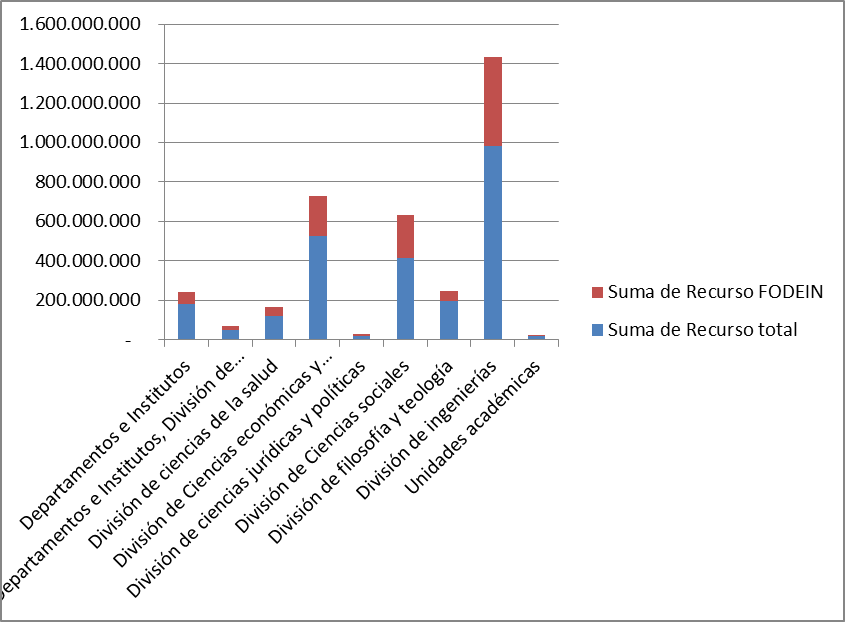 1.600.000.000
1.400.000.000
1.200.000.000
1.000.000.000
800.000.000
600.000.000
400.000.000
200.000.000
-
Suma de Recurso FODEIN
Suma de Recurso total
Departamentos e Institutos
Departamentos e Institutos, División de...
División de ciencias de la salud
División de Ciencias económicas y...
División de ciencias jurídicas y políticas
División de Ciencias sociales
División de filosofía y teología
División de ingenierías
Unidades académicas